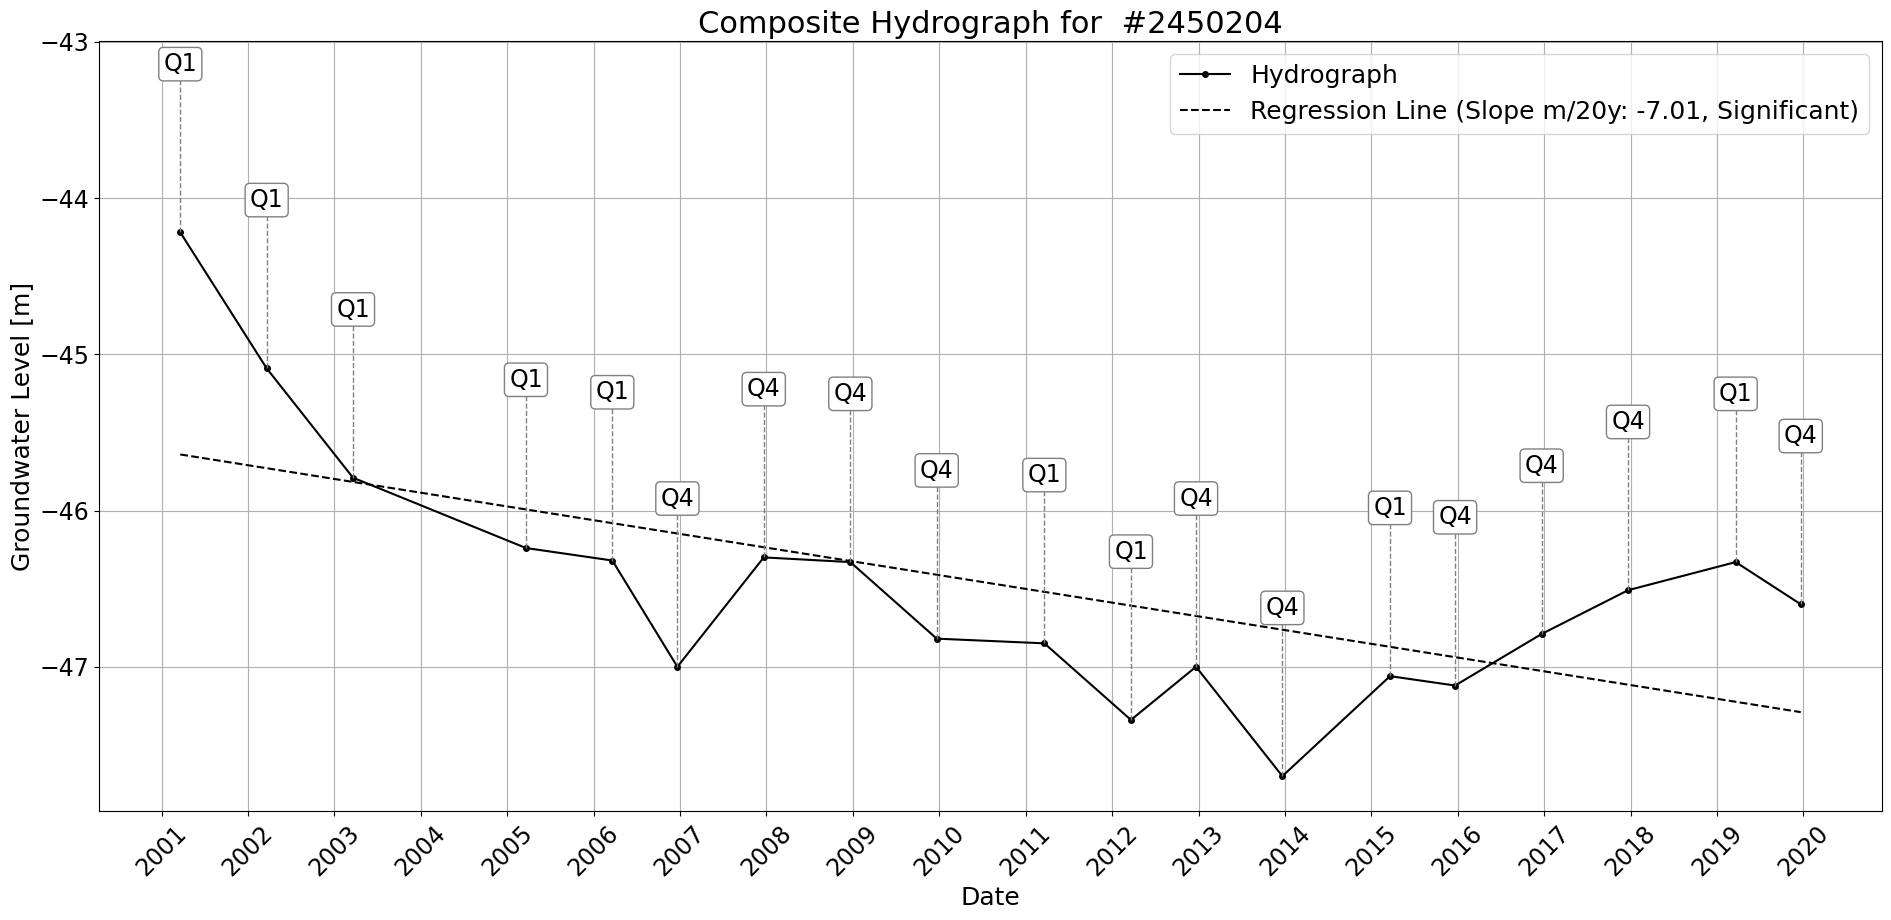 Composite Hydrograph for  #2450204
Hydrograph
Regression Line (Slope m/20y: -7.01, Significant)
Groundwater Level [m]
−43
−44
−45
−46
−47
Q1
Q1
Q1
Q1
Q1
Q4
Q4
Q4
Q4
Q1
Q1
Q4
Q4
Q1
Q4
Q4
Q4
Q1
Q4
2001
2002
2003
2004
2005
2006
2007
2008
2009
2010
2011
2012
2013
2014
2015
2016
2017
2018
2019
2020
Date